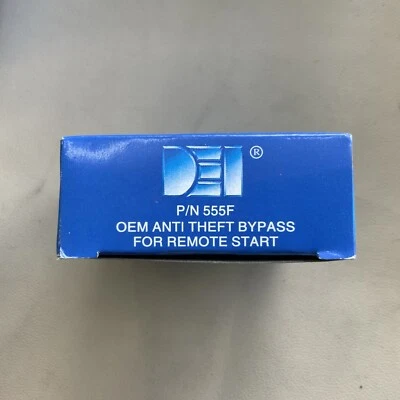 DEI®
P/N 555F
OEM ANTI THEFT BYPASS
FOR REMOTE START